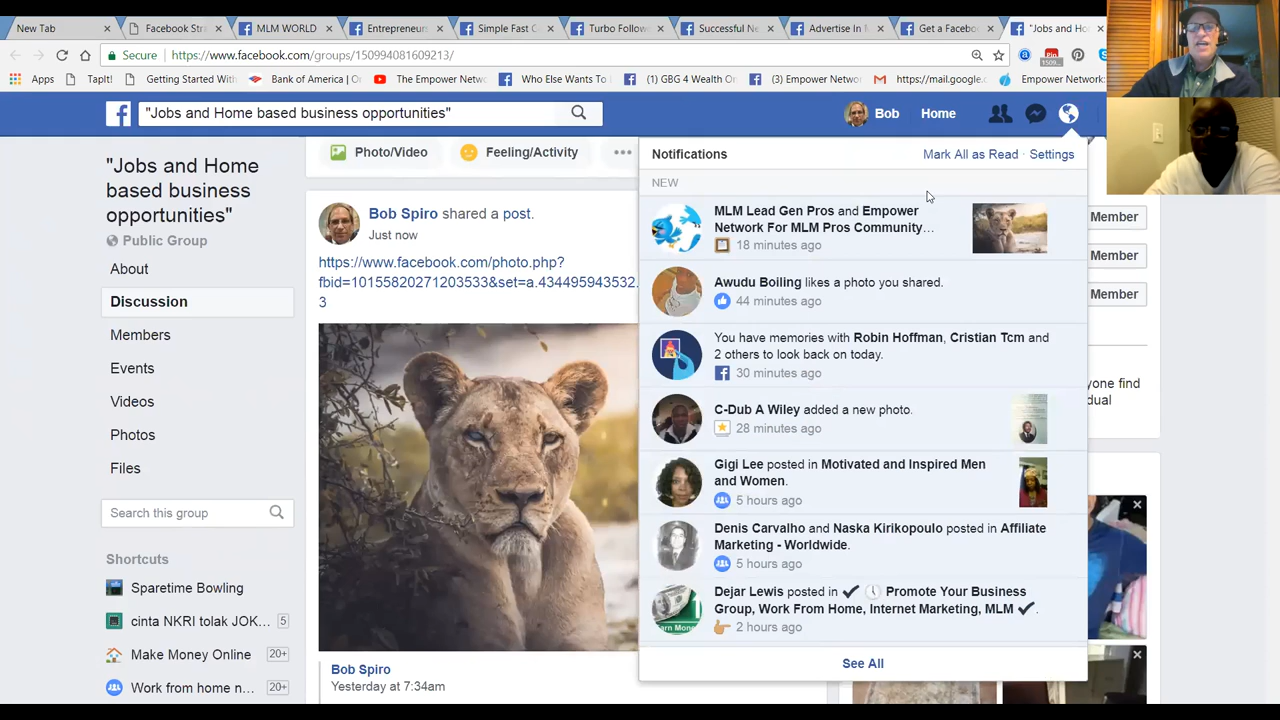 New Tab
Facebook Stra
MLM WORLD
Entrepreneur
Simple Fast C
Turbo Followe
Successful Ne
Advertise In F
Get a Facebo
"Jobs and Hom
Secure
https://www.facebook.com/groups/150994081609213/
1509...
Apps
TapIt!
Getting Started With
Bank of America | On
The Empower Netw
Who Else Wants To
(1) GBG 4 Wealth
(3) Empower Netw
https://mail.google.c
Empower Network:
"Jobs and Home based business opportunities"
Bob
Home
"Jobs and Home
based business
opportunities"
Public Group
About
Discussion
Members
Events
Videos
Photos
Files
Search this group
Shortcuts
Sparetime Bowling
cinta NKRI tolak JOK...
5
Make Money Online
20+
Work from home n...
20+
Photo/Video
Feeling/Activity
Bob Spiro shared a post.
Just now
https://www.facebook.com/photo.php?
fbid=10155820271203533&set=a.434495943532.
3
Bob Spiro
Yesterday at 7:34am
Notifications
Mark All as Read · Settings
NEW
MLM Lead Gen Pros and Empower
Network For MLM Pros Community...
18 minutes ago
Awudu Boiling likes a photo you shared.
44 minutes ago
You have memories with Robin Hoffman, Cristian Tcm and
2 others to look back on today.
30 minutes ago
C-Dub A Wiley added a new photo.
28 minutes ago
Gigi Lee posted in Motivated and Inspired Men
and Women.
5 hours ago
Denis Carvalho and Naska Kirikopoulo posted in Affiliate
Marketing - Worldwide.
5 hours ago
Dejar Lewis posted in ✔ 🕔 Promote Your Business
Group, Work From Home, Internet Marketing, MLM ✔.
2 hours ago
See All
Member
Member
Member
yone find
dual